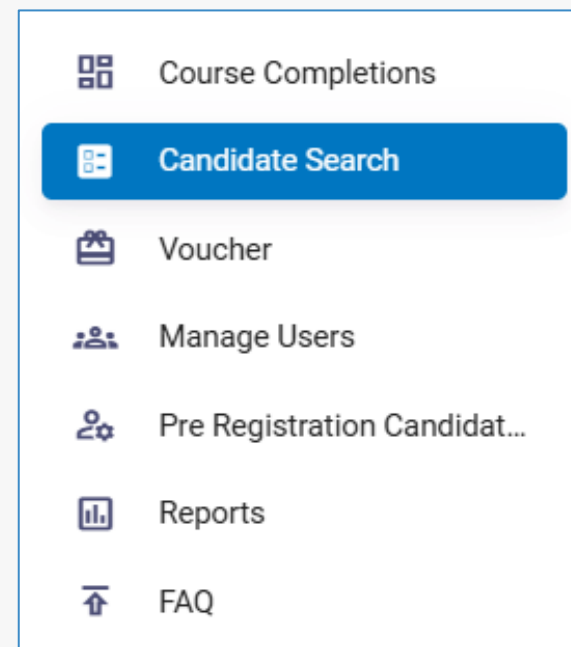 Course Completions
Candidate Search
Voucher
Manage Users
Pre Registration Candidat...
Reports
FAQ